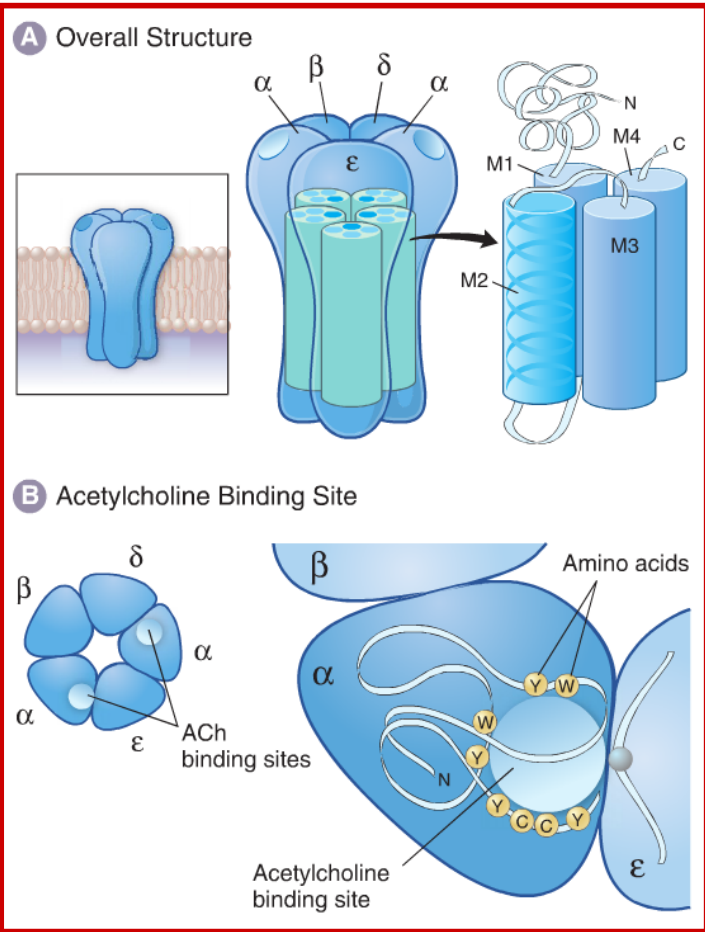 A Overall Structure
α
β
δ
α
ε
N
M4
C
M1
M3
M2
B Acetylcholine Binding Site
δ
β
α
α
ε
ACh
binding sites
β
Amino acids
α
Y
W
W
Y
N
Y
C
C
Y
ε
Acetylcholine
binding site